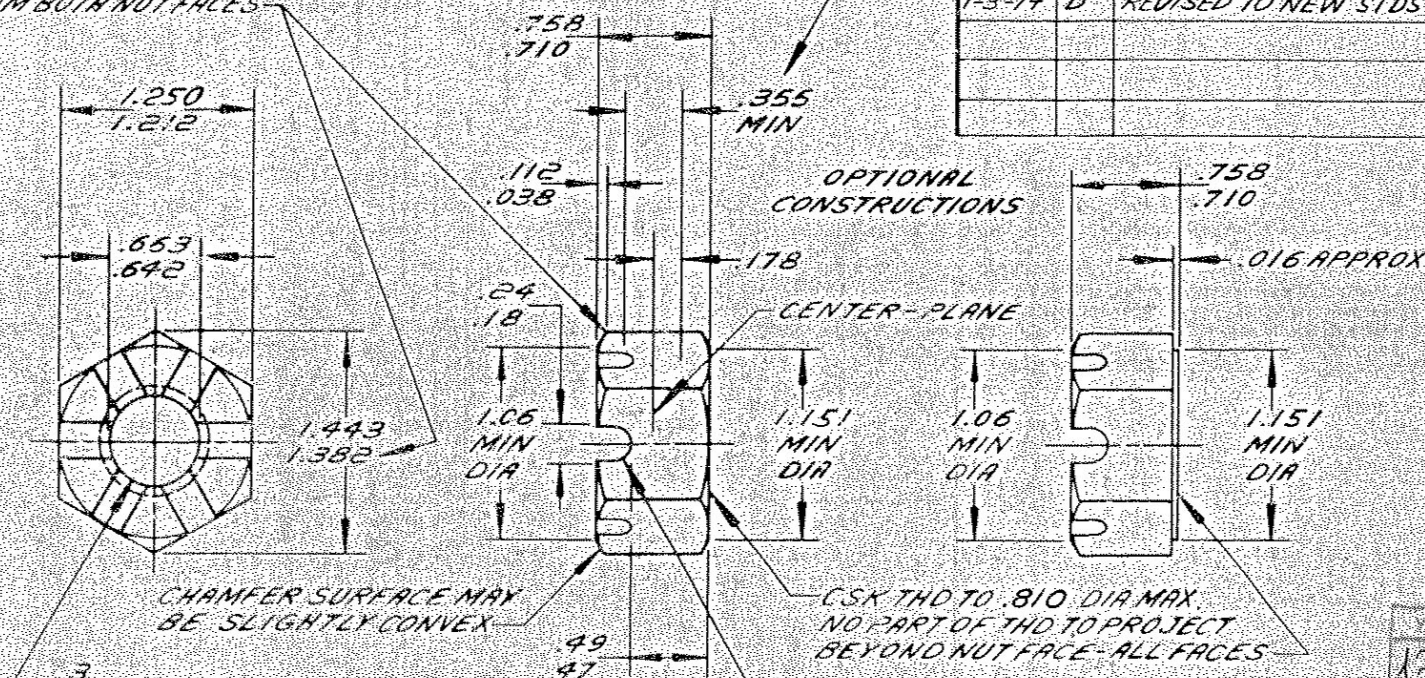 BOTH NUT FACES
D REVISED TO NEW STDS
.758
.710
1.250
1.212
.355
MIN
.112
.038
OPTIONAL
CONSTRUCTIONS
.758
.710
.663
.642
.178
.016 APPROX
.24
.18
CENTER-PLANE
1.443
1.382
1.06
MIN
DIA
1.151
MIN
DIA
1.06
MIN
DIA
1.151
MIN
DIA
CHAMFER SURFACE MAY
BE SLIGHTLY CONVEX
CSK THD TO .810 DIA MAX.
NO PART OF THD TO PROJECT
BEYOND NUT FACE-ALL FACES
.49
.47
3